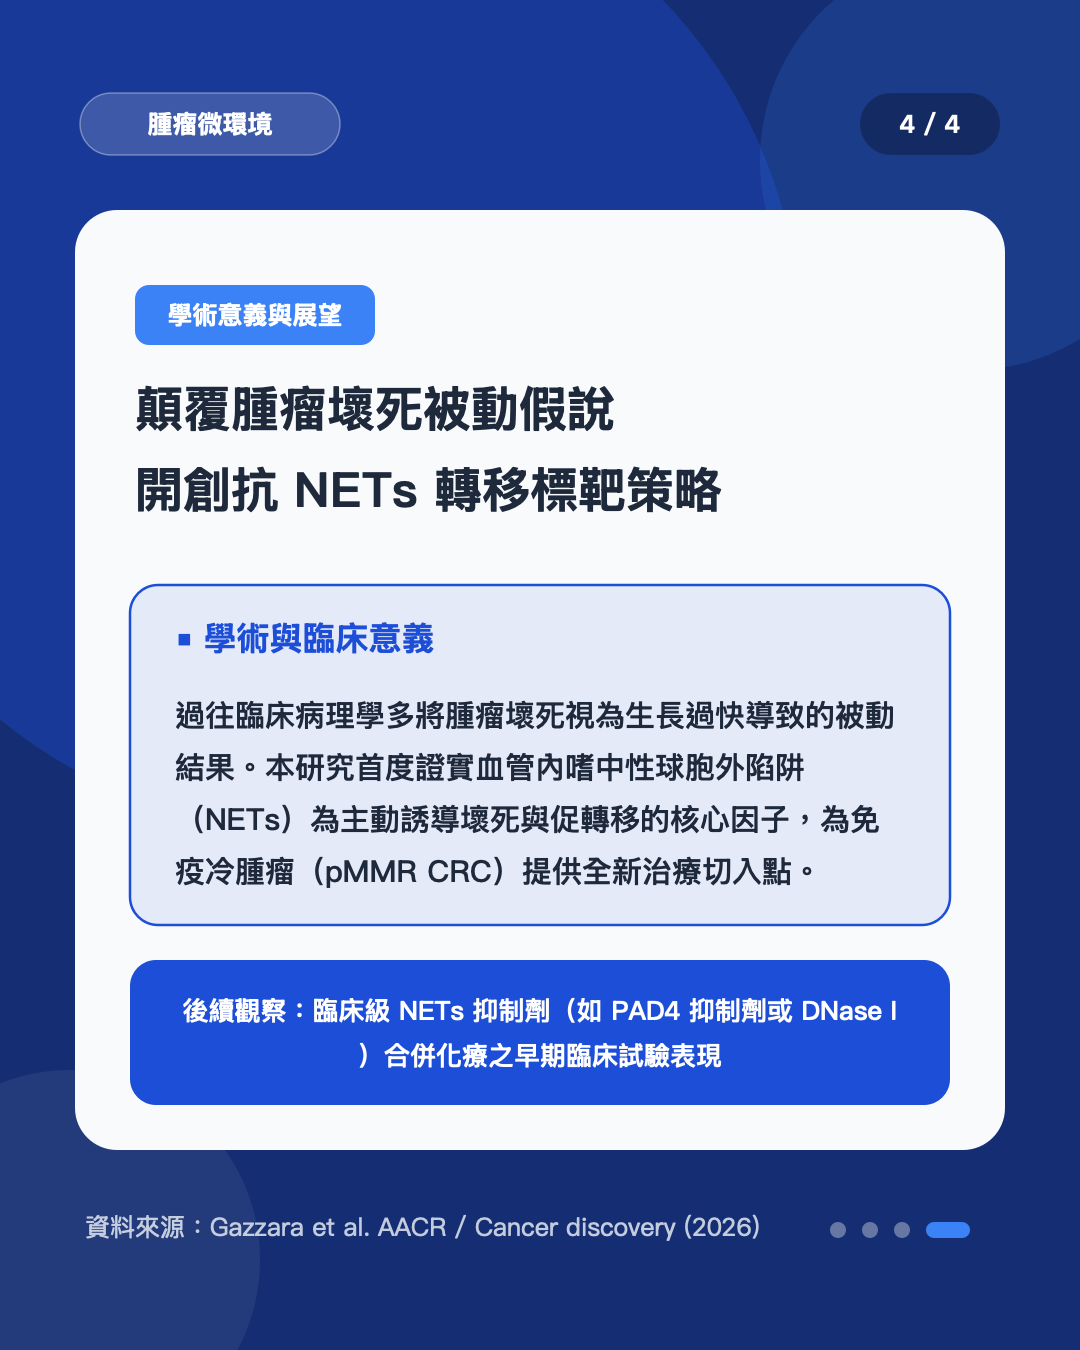 腫瘤微環境
4 / 4
學術意義與展望
顛覆腫瘤壞死被動假說
開創抗 NETs 轉移標靶策略
▪ 學術與臨床意義
過往臨床病理學多將腫瘤壞死視為生長過快導致的被動
結果。本研究首度證實血管內嗜中性球胞外陷阱
（NETs）為主動誘導壞死與促轉移的核心因子，為免
疫冷腫瘤（pMMR CRC）提供全新治療切入點。
後續觀察：臨床級 NETs 抑制劑（如 PAD4 抑制劑或 DNase I
）合併化療之早期臨床試驗表現
資料來源：Gazzara et al. AACR / Cancer discovery (2026)